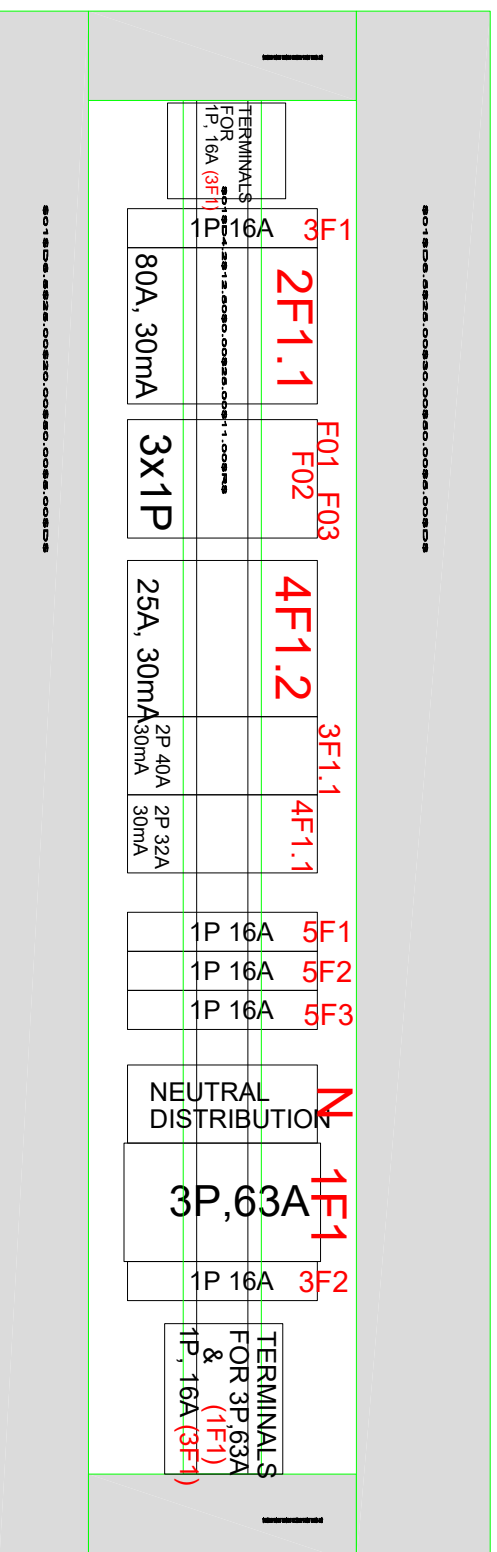 TERMINALS
FOR
1P, 16A (3F1)
1P 16A 3F1
80A, 30mA
2F1.1
3x1P
F01
F02
F03
25A, 30mA
4F1.2
2P 40A
30mA
3F1.1
2P 32A
30mA
4F1.1
1P 16A 5F1
1P 16A 5F2
1P 16A 5F3
NEUTRAL
DISTRIBUTION
N
3P,63A
1F1
1P 16A 3F2
TERMINALS
FOR 3P,63A
& (1F1)
1P, 16A (3F1)